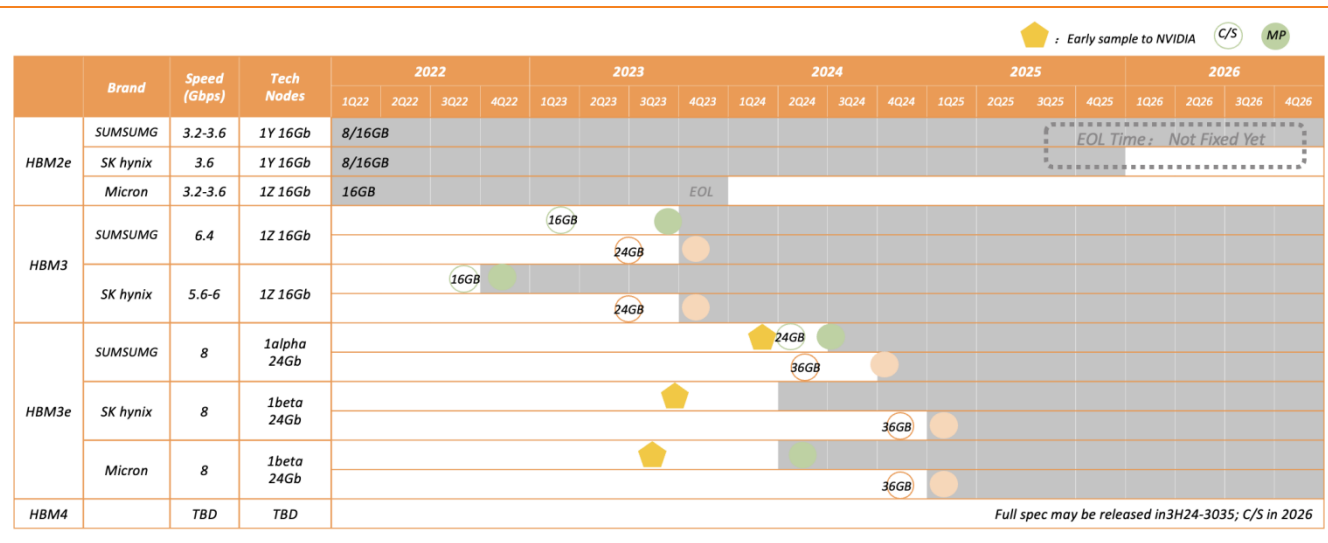 : Early sample to NVIDIA C/S MP
Brand Speed (Gbps) Tech Nodes 2022 2023 2024 2025 2026
1Q22 2Q22 3Q22 4Q22 1Q23 2Q23 3Q23 4Q23 1Q24 2Q24 3Q24 4Q24 1Q25 2Q25 3Q25 4Q25 1Q26 2Q26 3Q26 4Q26
HBM2e
SUMSUMG 3.2-3.6 1Y 16Gb 8/16GB
EOL Time： Not Fixed Yet
SK hynix 3.6 1Y 16Gb 8/16GB
Micron 3.2-3.6 1Z 16Gb 16GB EOL
HBM3
SUMSUMG 6.4 1Z 16Gb 16GB
24GB
SK hynix 5.6-6 1Z 16Gb 16GB
24GB
HBM3e
SUMSUMG 8 1alpha 24Gb 24GB
36GB
SK hynix 8 1beta 24Gb
36GB
Micron 8 1beta 24Gb
36GB
HBM4 TBD TBD Full spec may be released in3H24-3035; C/S in 2026